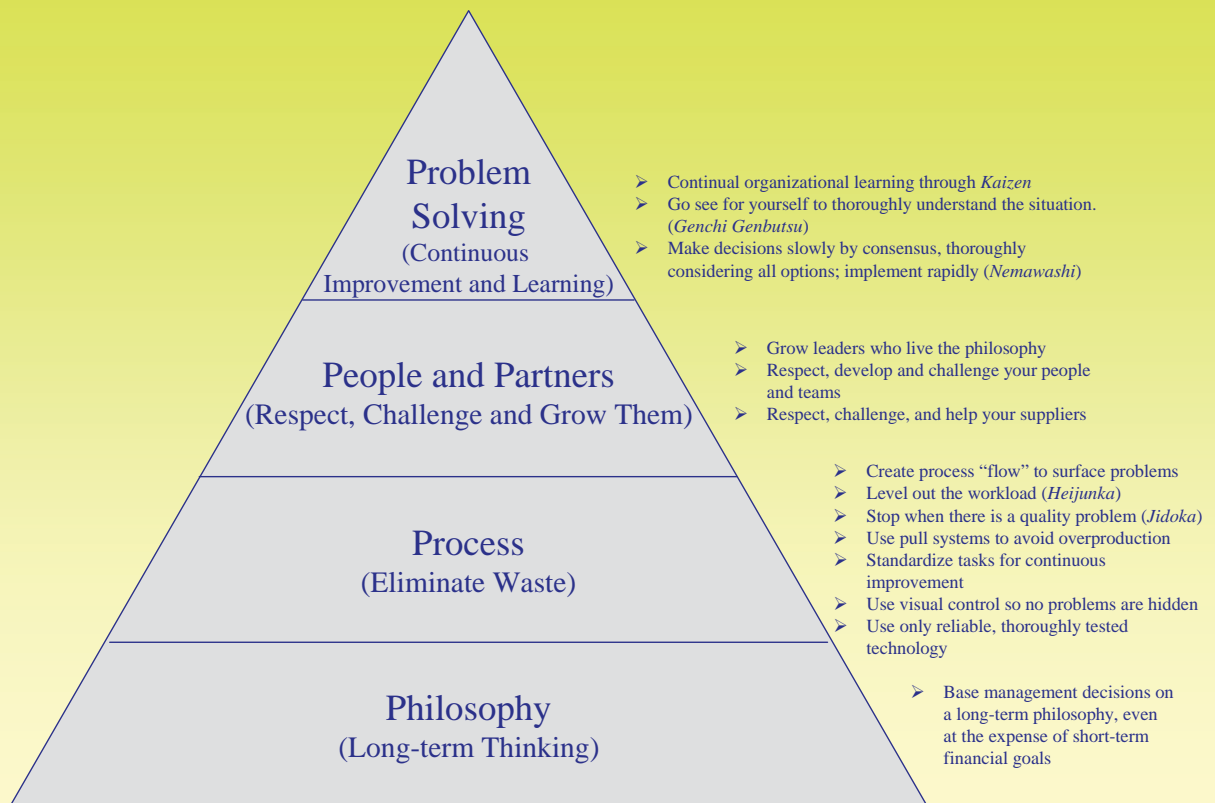 Problem
Solving
(Continuous
Improvement and Learning)
➢ Continual organizational learning through Kaizen
➢ Go see for yourself to thoroughly understand the situation.
(Genchi Genbutsu)
➢ Make decisions slowly by consensus, thoroughly
considering all options; implement rapidly (Nemawashi)
People and Partners
(Respect, Challenge and Grow Them)
➢ Grow leaders who live the philosophy
➢ Respect, develop and challenge your people
and teams
➢ Respect, challenge, and help your suppliers
Process
(Eliminate Waste)
➢ Create process “flow” to surface problems
➢ Level out the workload (Heijunka)
➢ Stop when there is a quality problem (Jidoka)
➢ Use pull systems to avoid overproduction
➢ Standardize tasks for continuous
improvement
➢ Use visual control so no problems are hidden
➢ Use only reliable, thoroughly tested
technology
Philosophy
(Long-term Thinking)
➢ Base management decisions on
a long-term philosophy, even
at the expense of short-term
financial goals